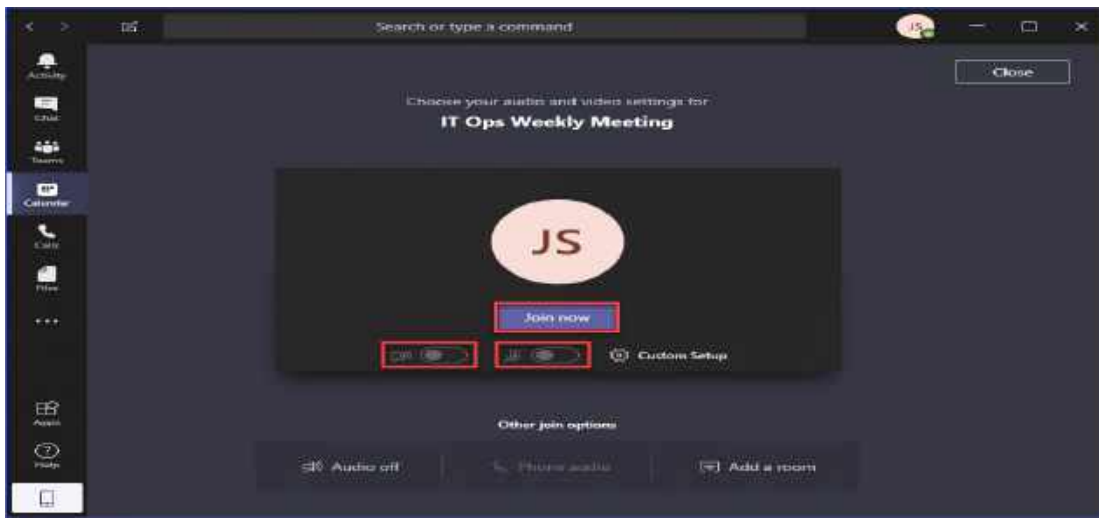 Search or type a command
JS
Activity
Close
Chat
Choose your audio and video settings for
IT Ops Weekly Meeting
Teams
Calendar
Calls
Files
JS
Join now
Custom Setup
Apps
Help
Other join options
Audio off
Phone audio
Add a room